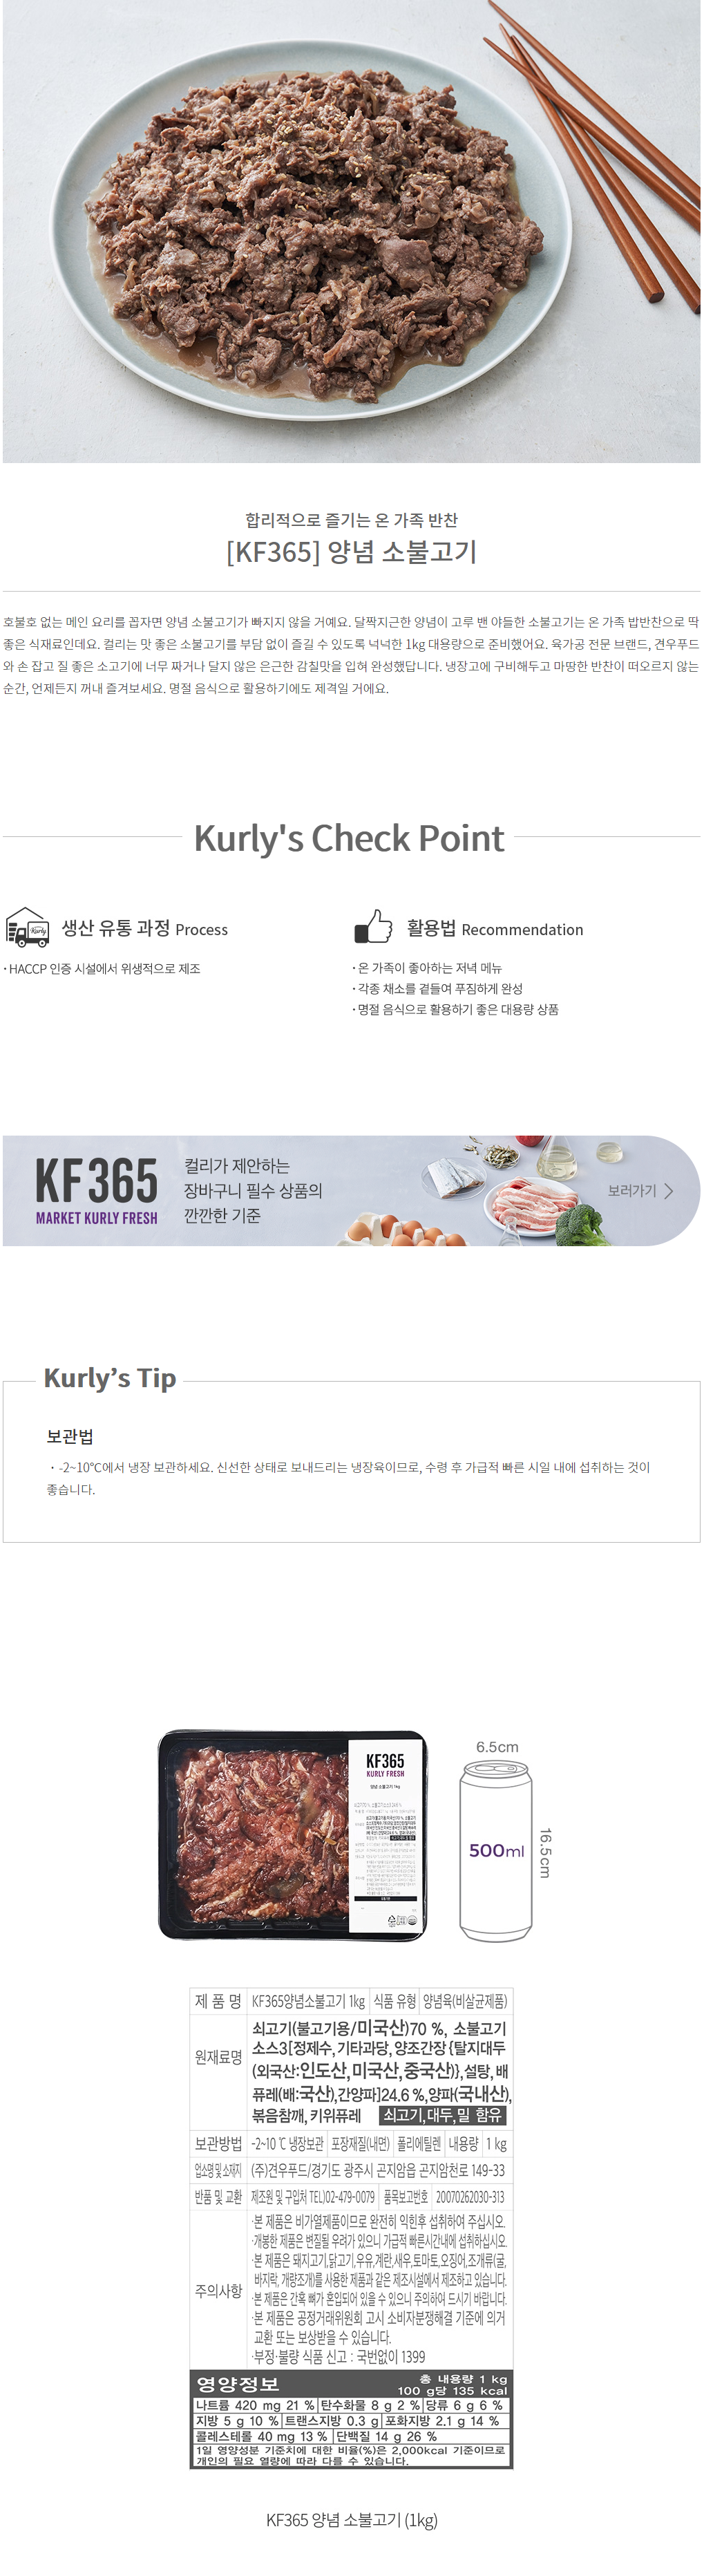 합리적으로 즐기는 온 가족 반찬
[KF365] 양념 소불고기
호불호 없는 메인 요리를 꼽자면 양념 소불고기가 빠지지 않을 거예요. 달짝지근한 양념이 고루 밴 야들한 소불고기는 온 가족 밥반찬으로 딱
좋은 식재료인데요. 컬리는 맛 좋은 소불고기를 부담 없이 즐길 수 있도록 넉넉한 1kg 대용량으로 준비했어요. 육가공 전문 브랜드, 견우푸드
와 손 잡고 질 좋은 소고기에 너무 짜거나 달지 않은 은근한 감칠맛을 입혀 완성했답니다. 냉장고에 구비해두고 마땅한 반찬이 떠오르지 않는
순간, 언제든지 꺼내 즐겨보세요. 명절 음식으로 활용하기에도 제격일 거에요.
Kurly's Check Point
Kurly
생산 유통 과정 Process
· HACCP 인증 시설에서 위생적으로 제조
활용법 Recommendation
· 온 가족이 좋아하는 저녁 메뉴
· 각종 채소를 곁들여 푸짐하게 완성
· 명절 음식으로 활용하기 좋은 대용량 상품
KF365
MARKET KURLY FRESH
컬리가 제안하는
장바구니 필수 상품의
깐깐한 기준
보러가기
Kurly’s Tip
보관법
· -2~10℃에서 냉장 보관하세요. 신선한 상태로 보내드리는 냉장육이므로, 수령 후 가급적 빠른 시일 내에 섭취하는 것이
좋습니다.
KF365
KURLY FRESH
양념 소불고기 1kg
6.5cm
500ml
16.5cm
제 품 명 KF365양념소불고기 1kg 식품 유형 양념육(비살균제품)
원재료명
쇠고기(불고기용/미국산)70 %, 소불고기
소스3[정제수,기타과당,양조간장{탈지대두
(외국산:인도산,미국산,중국산)},설탕,배
퓨레(배:국산),간양파]24.6 %,양파(국내산),
볶음참깨, 키위퓨레 쇠고기,대두,밀 함유
보관방법 -2~10 ℃ 냉장보관 포장재질(내면) 폴리에틸렌 내용량 1 kg
업소명 및 소재지 (주)견우푸드/경기도 광주시 곤지암읍 곤지암천로 149-33
반품 및 교환 제조원 및 구입처 TEL)02-479-0079 품목보고번호 20070262030-313
주의사항
·본 제품은 비가열제품이므로 완전히 익힌후 섭취하여 주십시오.
·개봉한 제품은 변질될 우려가 있으니 가급적 빠른시간내에 섭취하십시오.
·본 제품은 돼지고기,닭고기,우유,계란,새우,토마토,오징어,조개류(굴,
바지락, 개량조개)를 사용한 제품과 같은 제조시설에서 제조하고 있습니다.
·본 제품은 간혹 뼈가 혼입되어 있을 수 있으니 주의하여 드시기 바랍니다.
·본 제품은 공정거래위원회 고시 소비자분쟁해결 기준에 의거
교환 또는 보상받을 수 있습니다.
·부정·불량 식품 신고 : 국번없이 1399
영양정보
총 내용량 1 kg
100 g당 135 kcal
나트륨 420 mg 21 % 탄수화물 8 g 2 % 당류 6 g 6 %
지방 5 g 10 % 트랜스지방 0.3 g 포화지방 2.1 g 14 %
콜레스테롤 40 mg 13 % 단백질 14 g 26 %
1일 영양성분 기준치에 대한 비율(%)은 2,000kcal 기준이므로
개인의 필요 열량에 따라 다를 수 있습니다.
KF365 양념 소불고기 (1kg)